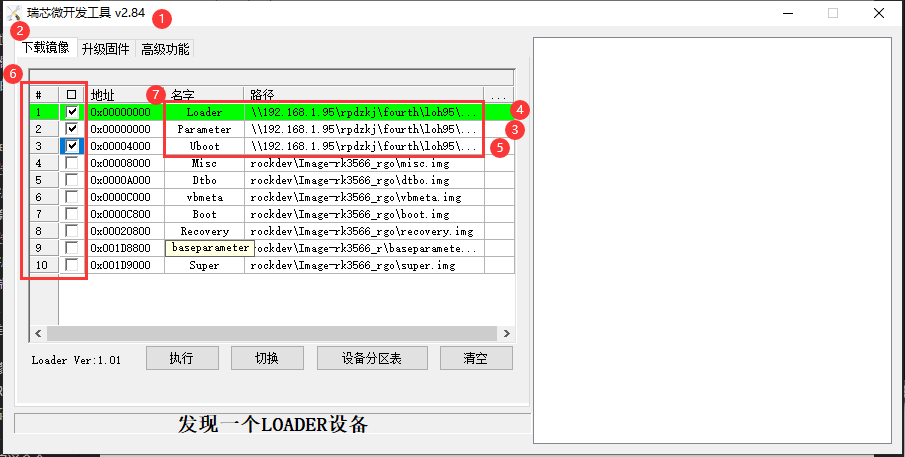 瑞芯微开发工具 v2.84
1
2
下载镜像 升级固件 高级功能
6
# 地址 7 名字 路径 ...
1 0x00000000 Loader \\192.168.1.95\rpdzkj\fourth\loh95\... 4
2 0x00000000 Parameter \\192.168.1.95\rpdzkj\fourth\loh95\... 3
3 0x00004000 Uboot \\192.168.1.95\rpdzkj\fourth\loh95\... 5
4 0x00008000 Misc rockdev\Image-rk3566_rgo\misc.img
5 0x0000A000 Dtbo rockdev\Image-rk3566_rgo\dtbo.img
6 0x0000C000 vbmeta rockdev\Image-rk3566_rgo\vbmeta.img
7 0x0000C800 Boot rockdev\Image-rk3566_rgo\boot.img
8 0x00020800 Recovery rockdev\Image-rk3566_rgo\recovery.img
9 0x001D8800 baseparameter rockdev\Image-rk3566_r\baseparamete...
10 0x001D9000 Super rockdev\Image-rk3566_rgo\super.img
Loader Ver:1.01 执行 切换 设备分区表 清空
发现一个LOADER设备